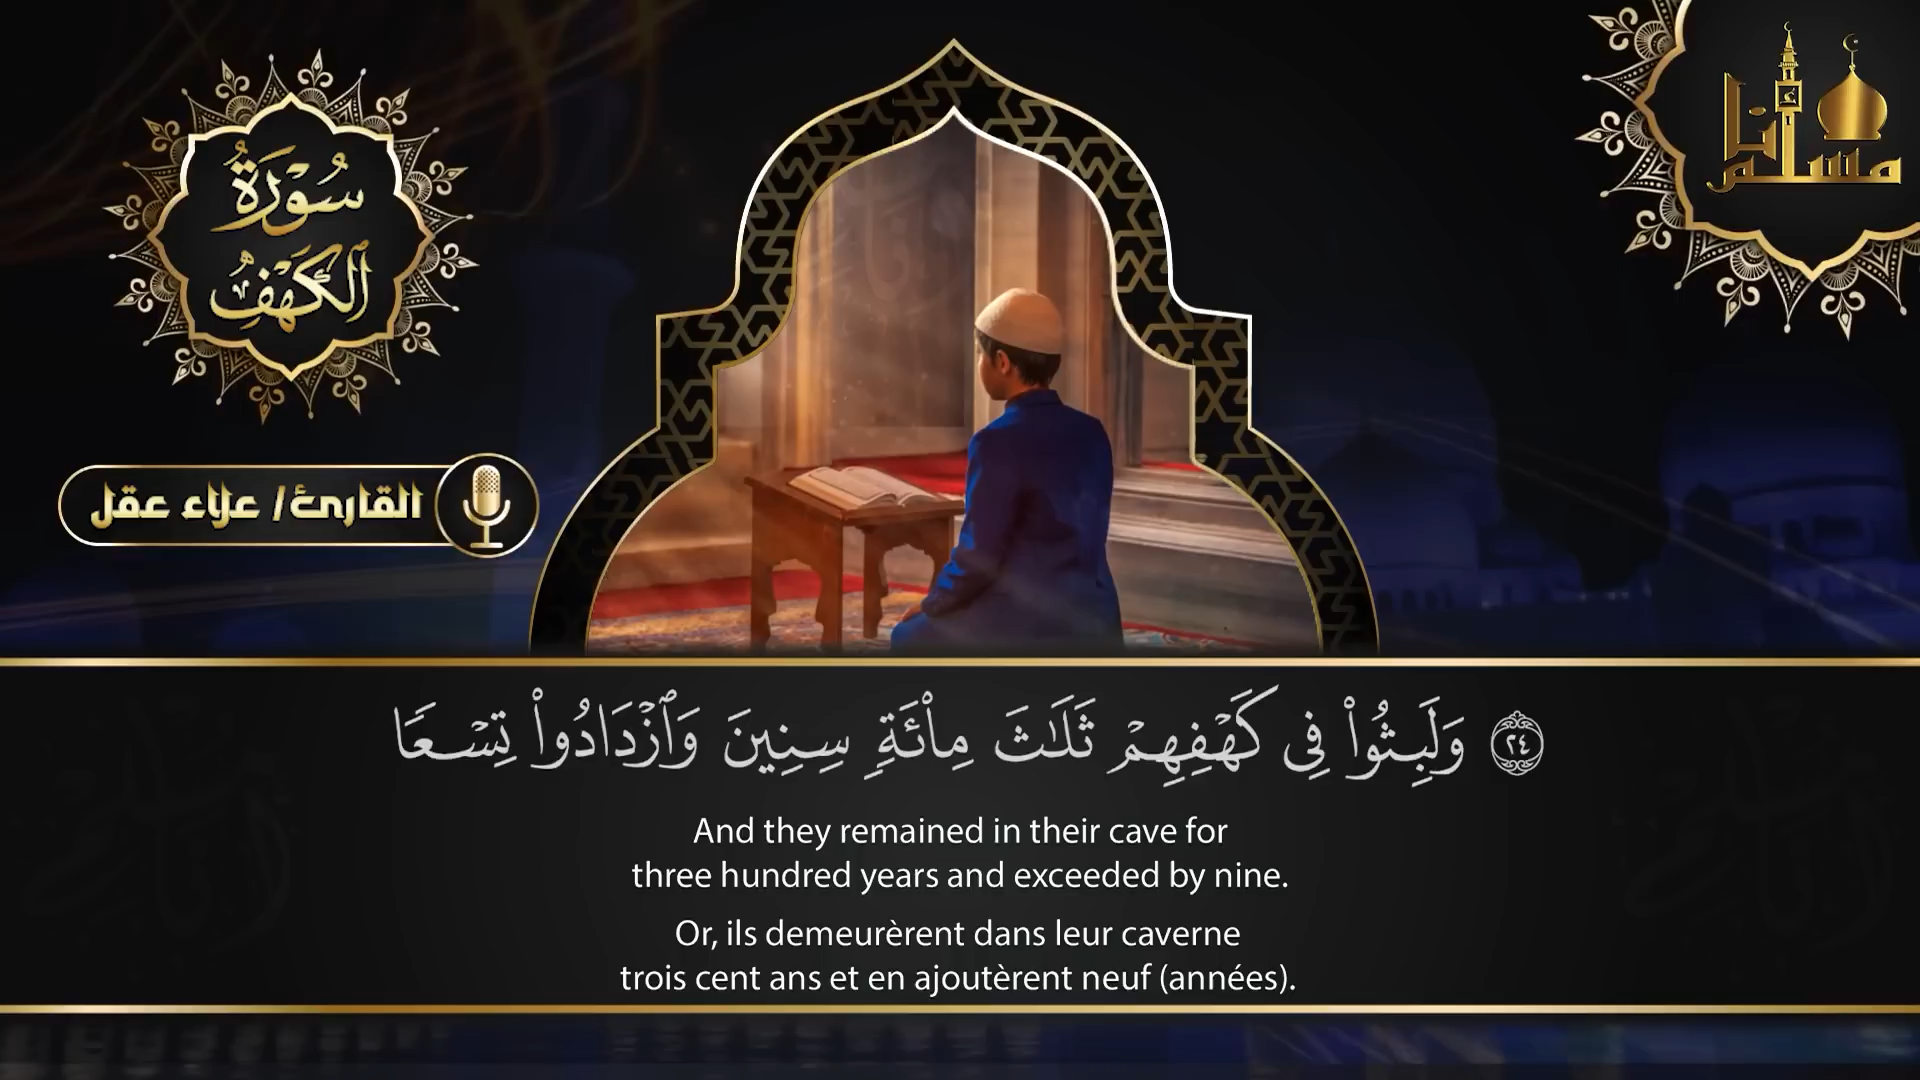 سُورَةُ
الكَهْفِ
أنا
مسلم
القارئ/ علاء عقل
٢٤ وَلَبِثُوا۟ فِى كَهْفِهِمْ ثَلَٰثَ مِا۟ئَةٍۢ سِنِينَ وَٱزْدَادُوا۟ تِسْعًا
And they remained in their cave for
three hundred years and exceeded by nine.
Or, ils demeurèrent dans leur caverne
trois cent ans et en ajoutèrent neuf (années).